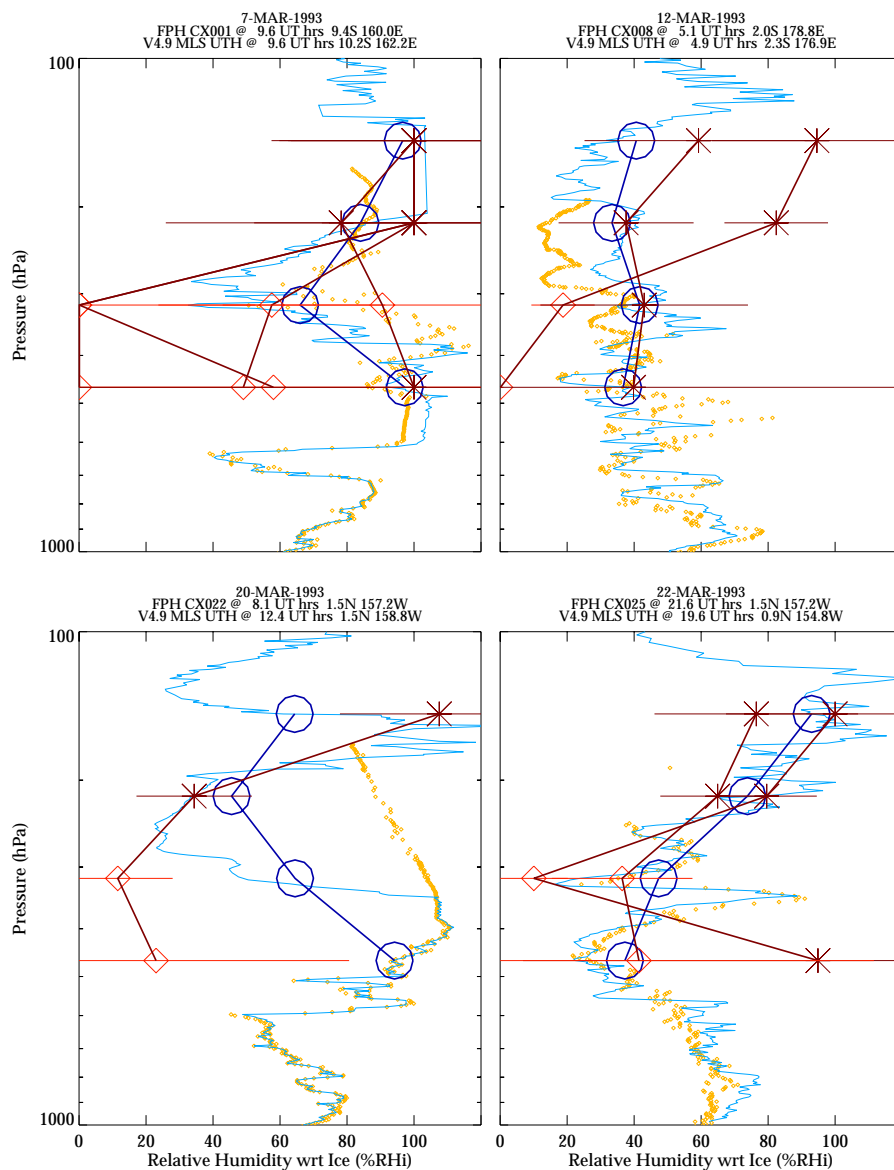 7-MAR-1993
FPH CX001 @ 9.6 UT hrs 9.4S 160.0E
V4.9 MLS UTH @ 9.6 UT hrs 10.2S 162.2E
12-MAR-1993
FPH CX008 @ 5.1 UT hrs 2.0S 178.8E
V4.9 MLS UTH @ 4.9 UT hrs 2.3S 176.9E
100
Pressure (hPa)
1000
20-MAR-1993
FPH CX022 @ 8.1 UT hrs 1.5N 157.2W
V4.9 MLS UTH @ 12.4 UT hrs 1.5N 158.8W
22-MAR-1993
FPH CX025 @ 21.6 UT hrs 1.5N 157.2W
V4.9 MLS UTH @ 19.6 UT hrs 0.9N 154.8W
100
Pressure (hPa)
1000
0 20 40 60 80 100
0 20 40 60 80 100
Relative Humidity wrt Ice (%RHi)
Relative Humidity wrt Ice (%RHi)